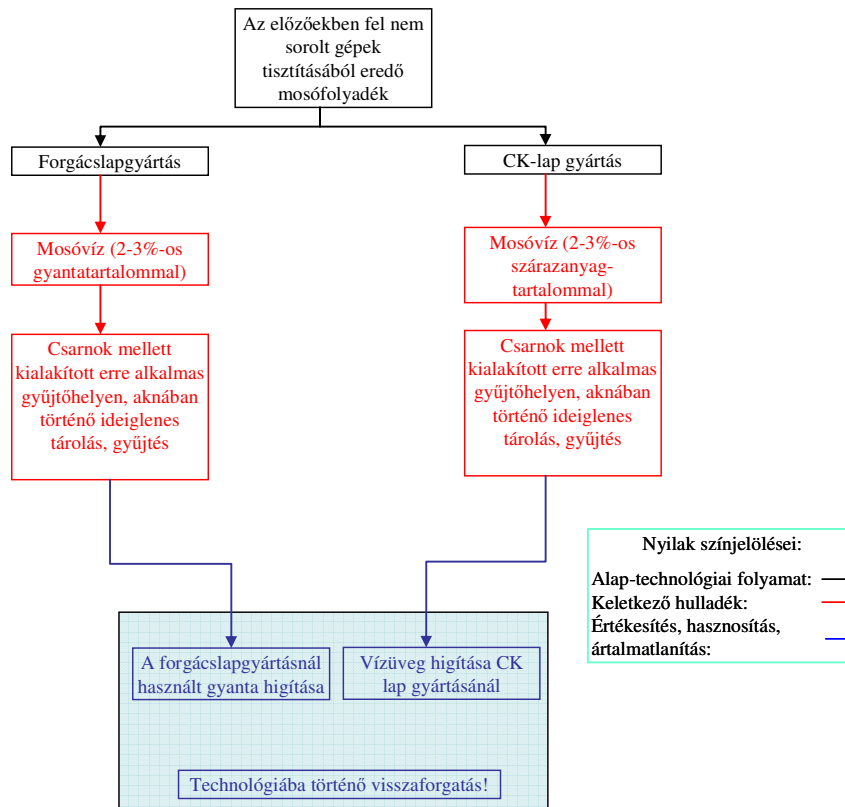 Az előzőekben fel nem
sorolt gépek
tisztításából eredő
mosófolyadék
Forgácslapgyártás
CK-lap gyártás
Mosóvíz (2-3%-os
gyantatartalommal)
Mosóvíz (2-3%-os
szárazanyag-
tartalommal)
Csarnok mellett
kialakított erre alkalmas
gyűjtőhelyen, aknában
történő ideiglenes
tárolás, gyűjtés
Csarnok mellett
kialakított erre alkalmas
gyűjtőhelyen, aknában
történő ideiglenes
tárolás, gyűjtés
Nyilak színjelölései:
Alap-technológiai folyamat:
Keletkező hulladék:
Értékesítés, hasznosítás,
ártalmatlanítás:
A forgácslapgyártásnál
használt gyanta higítása
Vízüveg higítása CK
lap gyártásánál
Technológiába történő visszaforgatás!